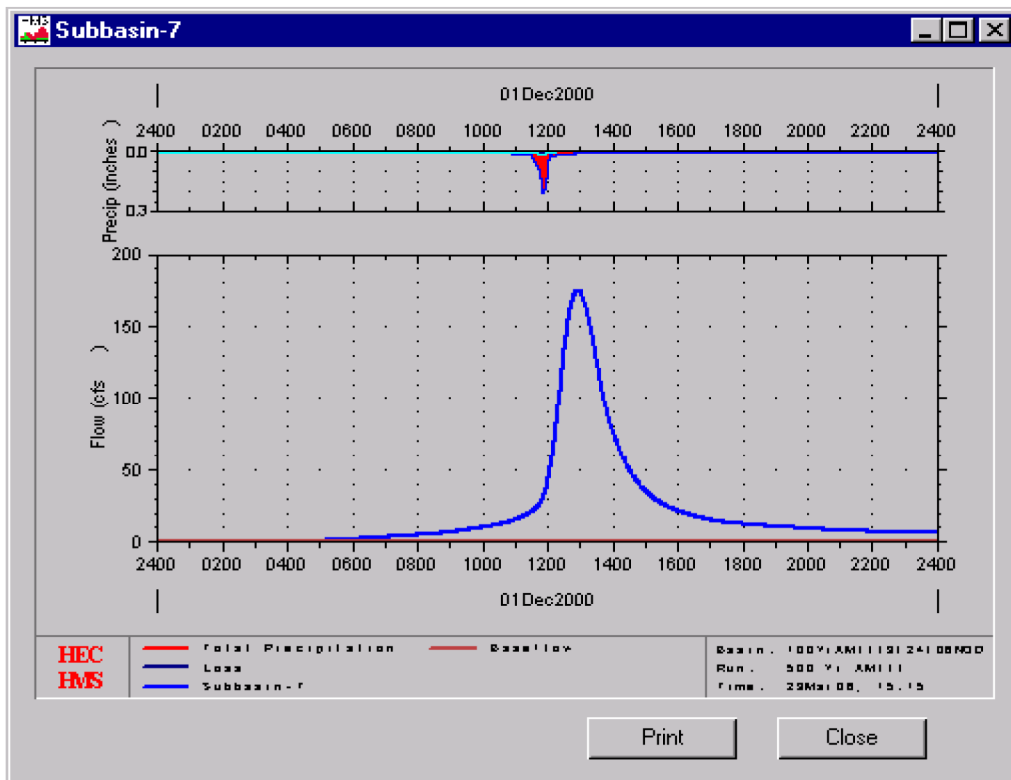 Subbasin-7
01Dec2000
2400 0200 0400 0600 0800 1000 1200 1400 1600 1800 2000 2200 2400
Precip (inches )
0.0
0.3
Flow (cfs )
200
150
100
50
0
2400 0200 0400 0600 0800 1000 1200 1400 1600 1800 2000 2200 2400
01Dec2000
HEC
HMS
Total Precipitation
Baseflow
Loss
Subbasin-7
Basin.
Run. 500 Yr AMIII
Time. 15.15
Print
Close